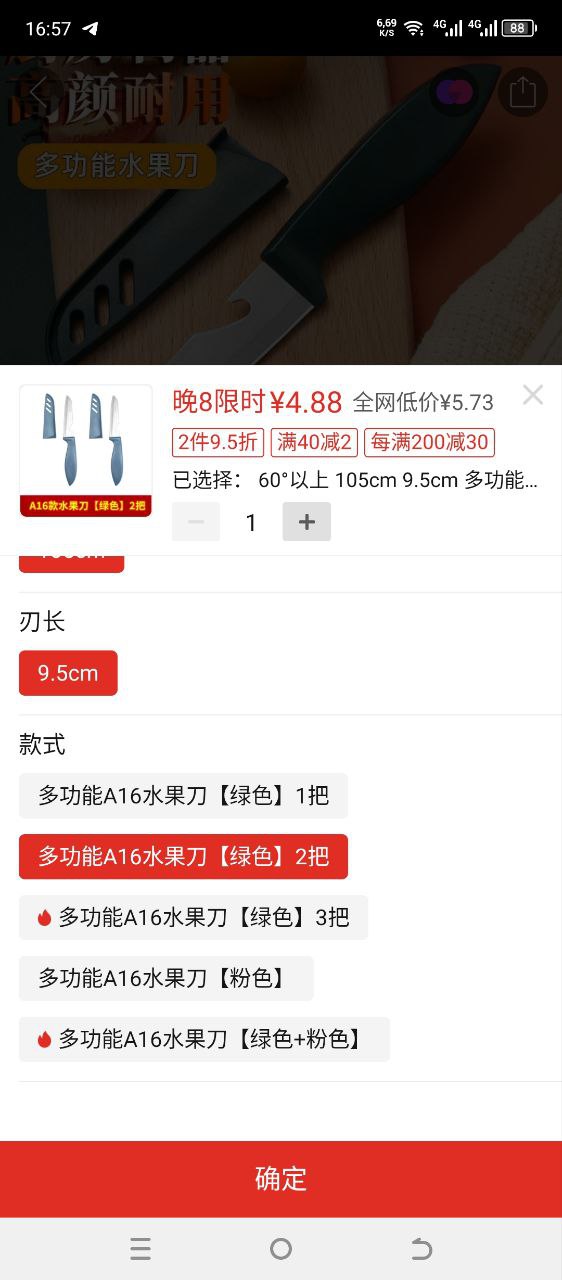 16:57
6,69 K/S 4G 4G 88
高颜耐用
多功能水果刀
晚8限时 ¥4.88 全网低价¥5.73
2件9.5折 满40减2 每满200减30
已选择： 60°以上 105cm 9.5cm 多功能...
A16款水果刀【绿色】2把
1
刃长
9.5cm
款式
多功能A16水果刀【绿色】1把
多功能A16水果刀【绿色】2把
多功能A16水果刀【绿色】3把
多功能A16水果刀【粉色】
多功能A16水果刀【绿色+粉色】
确定